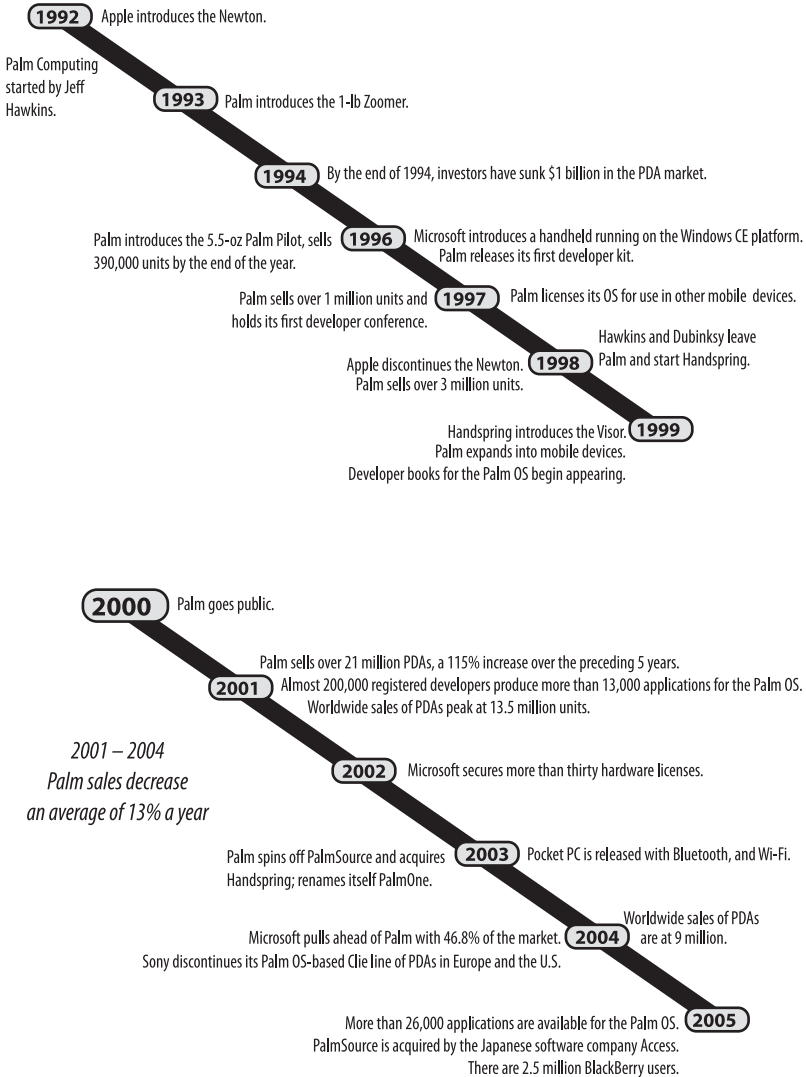 1992 Apple introduces the Newton.
Palm Computing
started by Jeff
Hawkins.
1993 Palm introduces the 1-lb Zoomer.
1994 By the end of 1994, investors have sunk $1 billion in the PDA market.
Palm introduces the 5.5-oz Palm Pilot, sells
390,000 units by the end of the year.
1996 Microsoft introduces a handheld running on the Windows CE platform.
Palm releases its first developer kit.
Palm sells over 1 million units and
holds its first developer conference.
1997 Palm licenses its OS for use in other mobile devices.
Apple discontinues the Newton.
Palm sells over 3 million units.
1998
Hawkins and Dubinksy leave
Palm and start Handspring.
Handspring introduces the Visor. 1999
Palm expands into mobile devices.
Developer books for the Palm OS begin appearing.
2000 Palm goes public.
Palm sells over 21 million PDAs, a 115% increase over the preceding 5 years.
2001 Almost 200,000 registered developers produce more than 13,000 applications for the Palm OS.
Worldwide sales of PDAs peak at 13.5 million units.
2001 – 2004
Palm sales decrease
an average of 13% a year
2002 Microsoft secures more than thirty hardware licenses.
Palm spins off PalmSource and acquires
Handspring; renames itself PalmOne.
2003 Pocket PC is released with Bluetooth, and Wi-Fi.
Microsoft pulls ahead of Palm with 46.8% of the market.
Sony discontinues its Palm OS-based Clie line of PDAs in Europe and the U.S.
2004
Worldwide sales of PDAs
are at 9 million.
More than 26,000 applications are available for the Palm OS. 2005
PalmSource is acquired by the Japanese software company Access.
There are 2.5 million BlackBerry users.